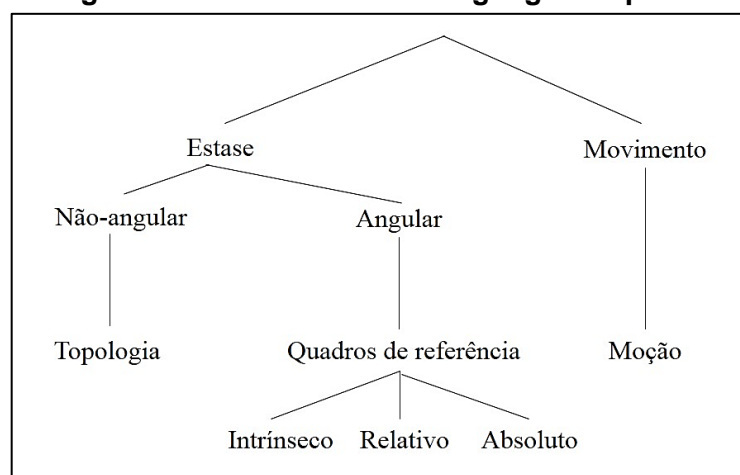 Estase
Movimento
Não-angular
Angular
Topologia
Quadros de referência
Moção
Intrínseco
Relativo
Absoluto